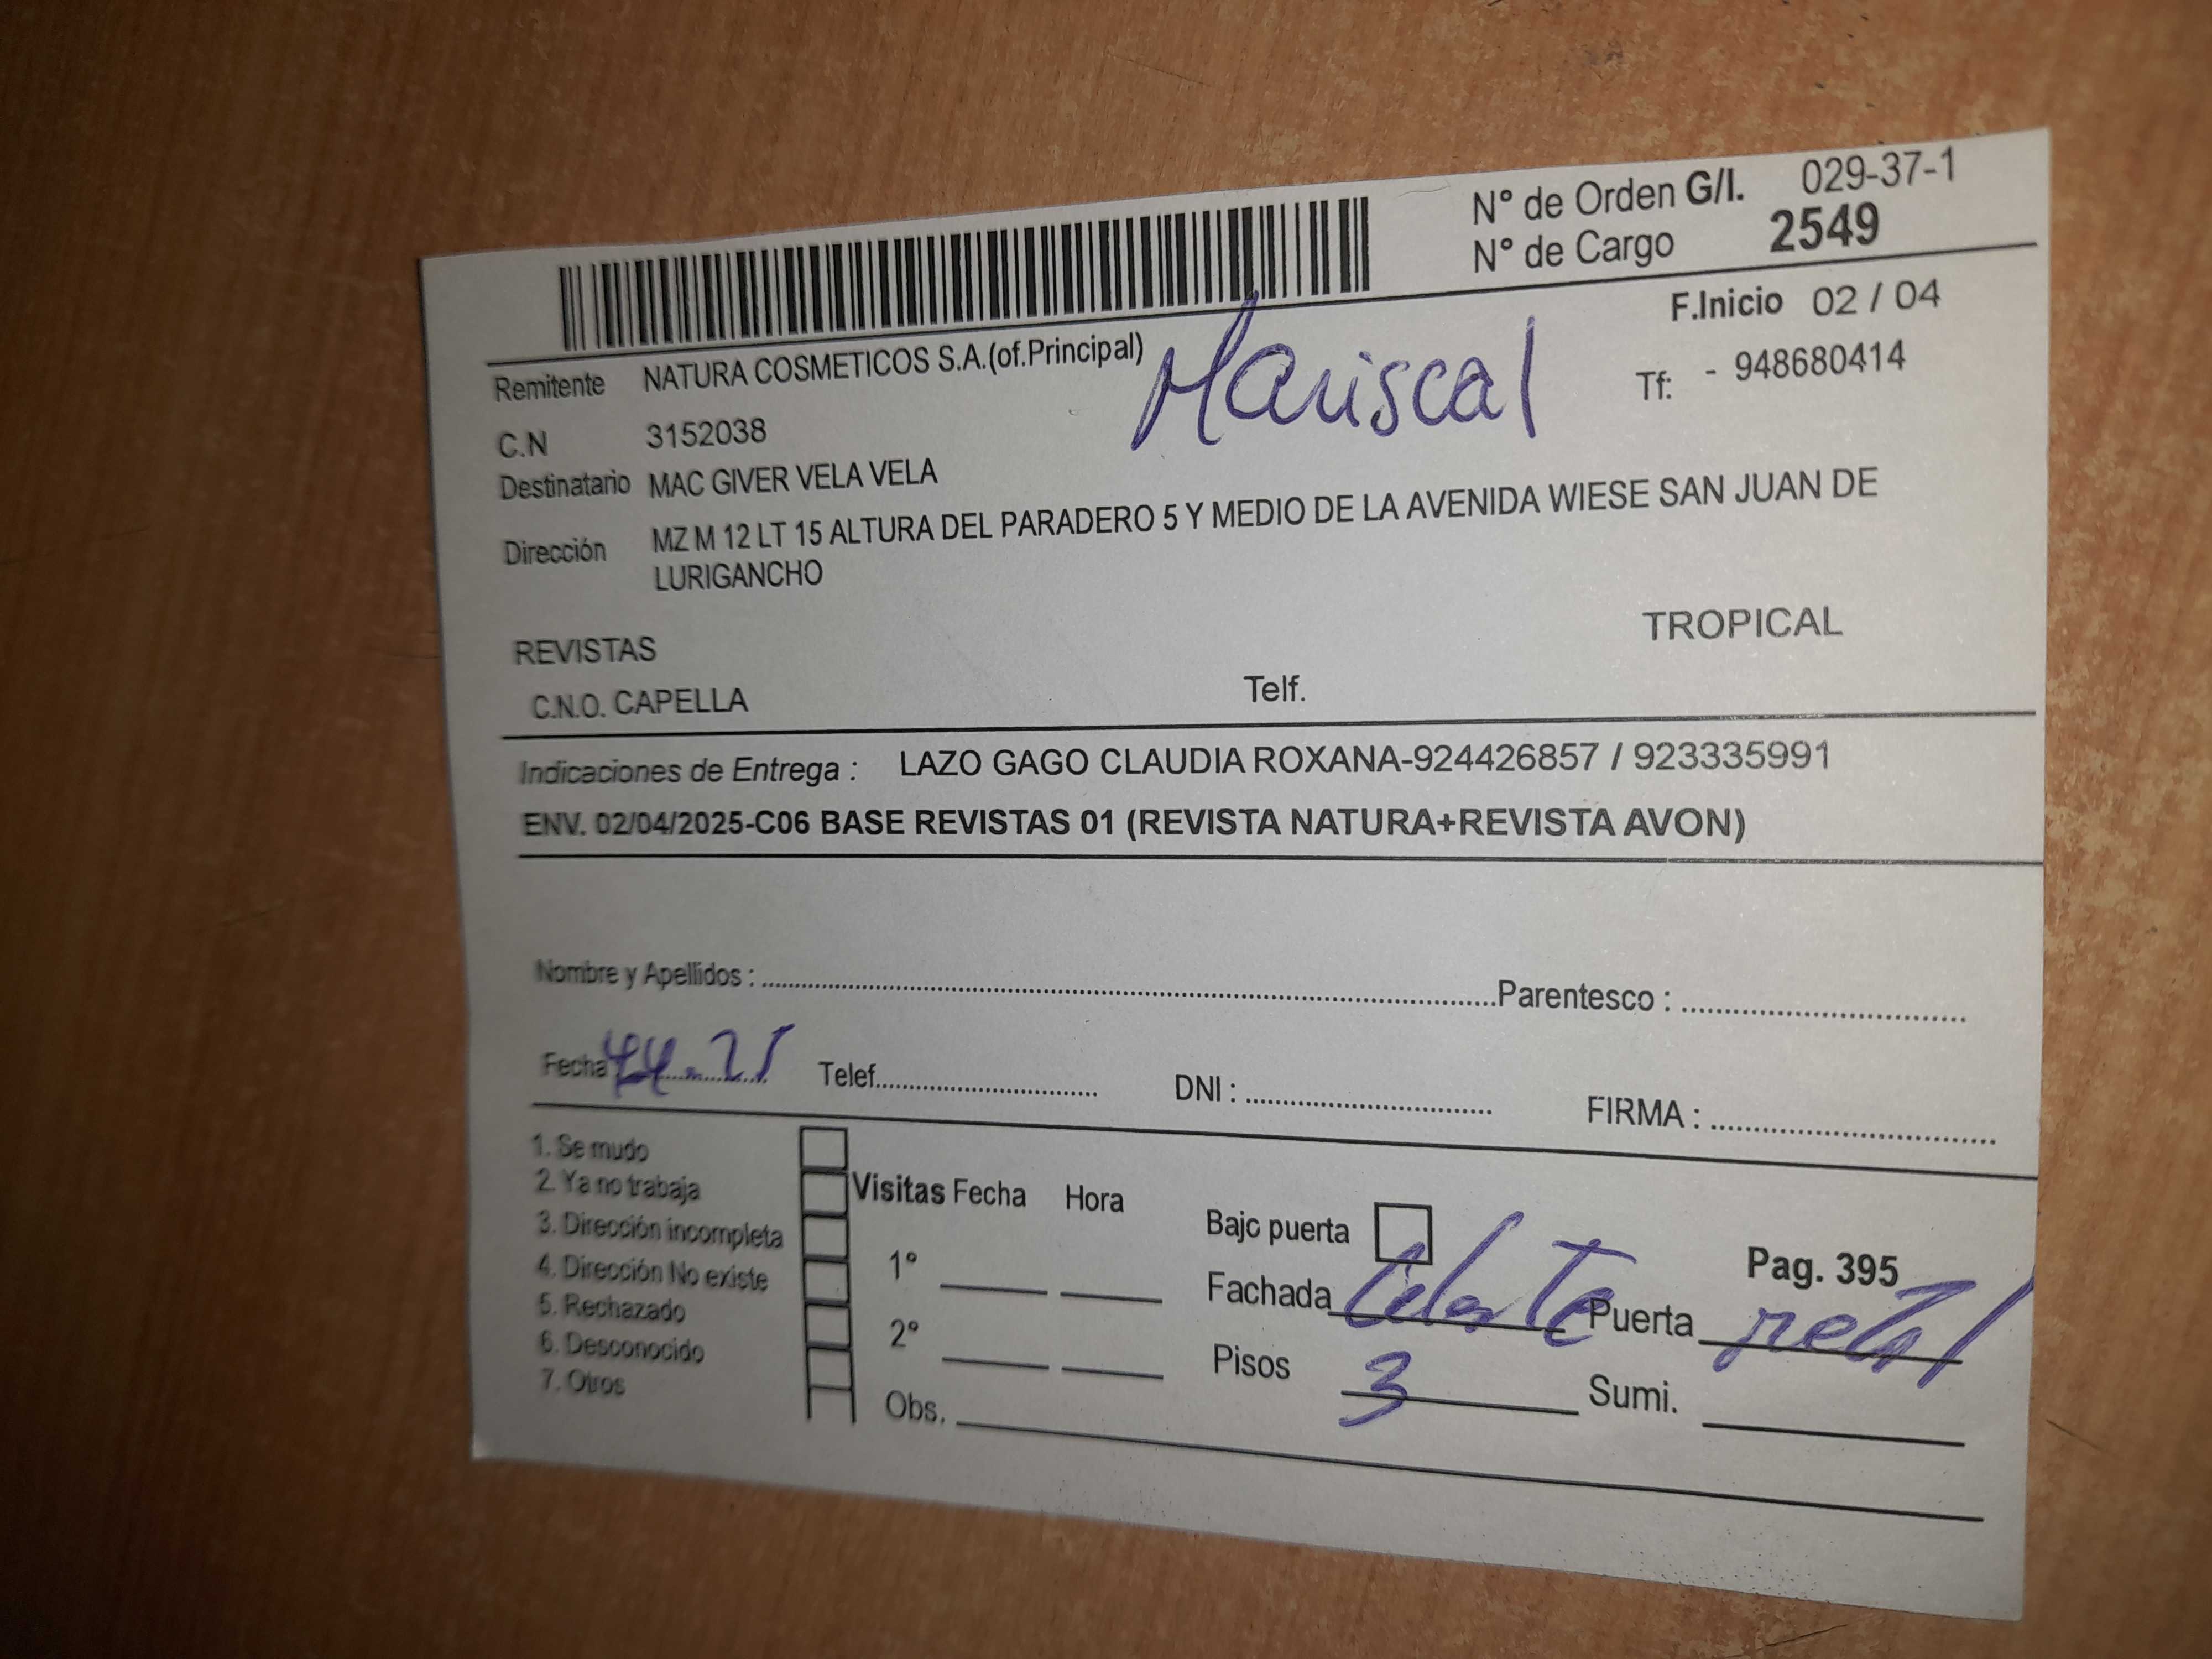 N° de Orden G/I. 029-37-1
N° de Cargo 2549
F.Inicio 02 / 04
Remitente NATURA COSMETICOS S.A.(of.Principal)
Mariscal
Tf: - 948680414
C.N 3152038
Destinatario MAC GIVER VELA VELA
Dirección MZ M 12 LT 15 ALTURA DEL PARADERO 5 Y MEDIO DE LA AVENIDA WIESE SAN JUAN DE
LURIGANCHO
TROPICAL
REVISTAS
C.N.O. CAPELLA Telf.
Indicaciones de Entrega : LAZO GAGO CLAUDIA ROXANA-924426857 / 923335991
ENV. 02/04/2025-C06 BASE REVISTAS 01 (REVISTA NATURA+REVISTA AVON)
Nombre y Apellidos : Parentesco :
Fecha Telef. DNI : FIRMA :
1. Se mudo
2. Ya no trabaja
3. Dirección incompleta
4. Dirección No existe
5. Rechazado
6. Desconocido
7. Otros
Visitas Fecha Hora
1°
2°
Obs.
Bajo puerta
Pag. 395
Fachada Celeste Puerta metal
Pisos 3 Sumi.